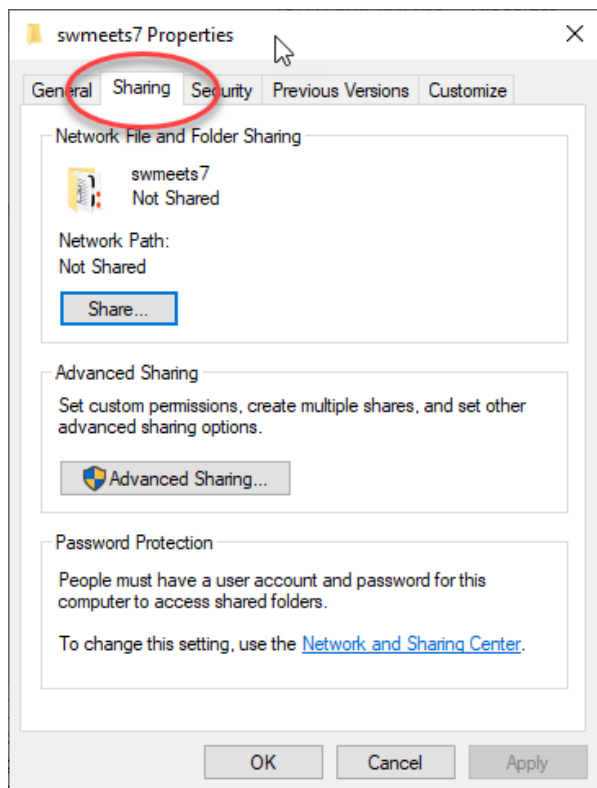 swmeets7 Properties
General Sharing Security Previous Versions Customize
Network File and Folder Sharing
swmeets7
Not Shared
Network Path:
Not Shared
Share...
Advanced Sharing
Set custom permissions, create multiple shares, and set other
advanced sharing options.
Advanced Sharing...
Password Protection
People must have a user account and password for this
computer to access shared folders.
To change this setting, use the Network and Sharing Center.
OK Cancel Apply